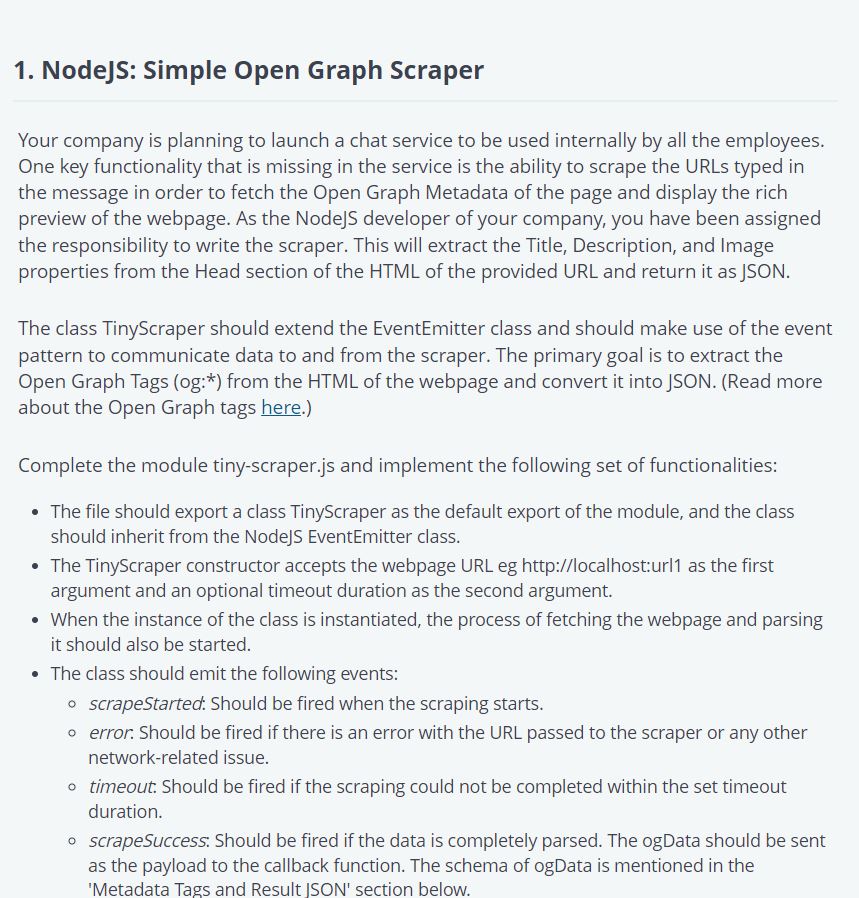 1. NodeJS: Simple Open Graph Scraper
Your company is planning to launch a chat service to be used internally by all the employees.
One key functionality that is missing in the service is the ability to scrape the URLs typed in
the message in order to fetch the Open Graph Metadata of the page and display the rich
preview of the webpage. As the NodeJS developer of your company, you have been assigned
the responsibility to write the scraper. This will extract the Title, Description, and Image
properties from the Head section of the HTML of the provided URL and return it as JSON.
The class TinyScraper should extend the EventEmitter class and should make use of the event
pattern to communicate data to and from the scraper. The primary goal is to extract the
Open Graph Tags (og:*) from the HTML of the webpage and convert it into JSON. (Read more
about the Open Graph tags here.)
Complete the module tiny-scraper.js and implement the following set of functionalities:
• The file should export a class TinyScraper as the default export of the module, and the class
should inherit from the NodeJS EventEmitter class.
• The TinyScraper constructor accepts the webpage URL eg http://localhost:url1 as the first
argument and an optional timeout duration as the second argument.
• When the instance of the class is instantiated, the process of fetching the webpage and parsing
it should also be started.
• The class should emit the following events:
◦ scrapeStarted: Should be fired when the scraping starts.
◦ error: Should be fired if there is an error with the URL passed to the scraper or any other
network-related issue.
◦ timeout: Should be fired if the scraping could not be completed within the set timeout
duration.
◦ scrapeSuccess: Should be fired if the data is completely parsed. The ogData should be sent
as the payload to the callback function. The schema of ogData is mentioned in the
'Metadata Tags and Result JSON' section below.